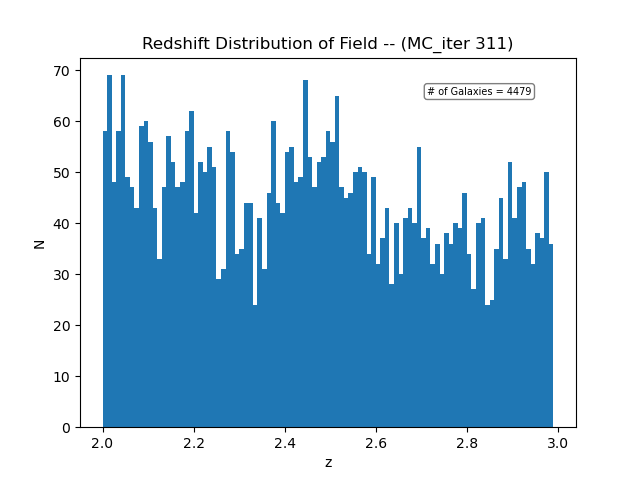 Redshift Distribution of Field -- (MC_iter 311)
# of Galaxies = 4479
70
60
50
40
30
20
10
0
N
2.0 2.2 2.4 2.6 2.8 3.0
z